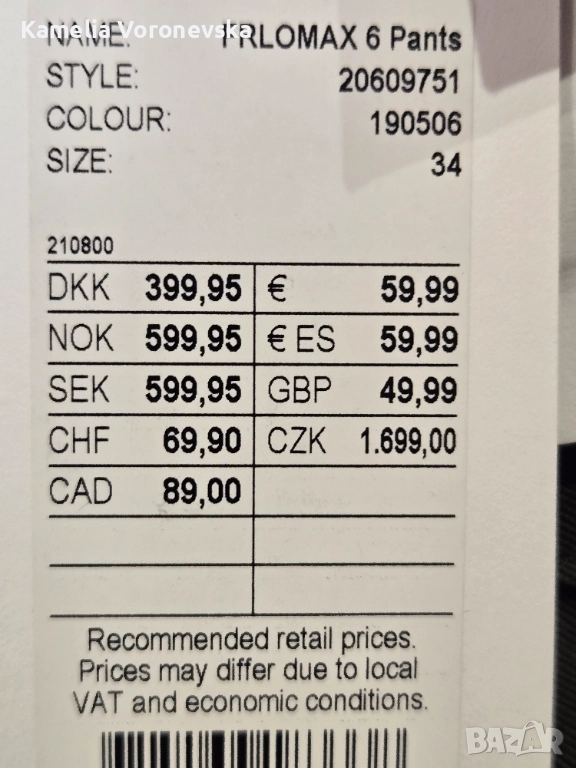 Kamelia Voronevska
NAME: FRLOMAX 6 Pants
STYLE: 20609751
COLOUR: 190506
SIZE: 34
210800
DKK 399,95 € 59,99
NOK 599,95 € ES 59,99
SEK 599,95 GBP 49,99
CHF 69,90 CZK 1.699,00
CAD 89,00
Recommended retail prices.
Prices may differ due to local
VAT and economic conditions.
BAZAR